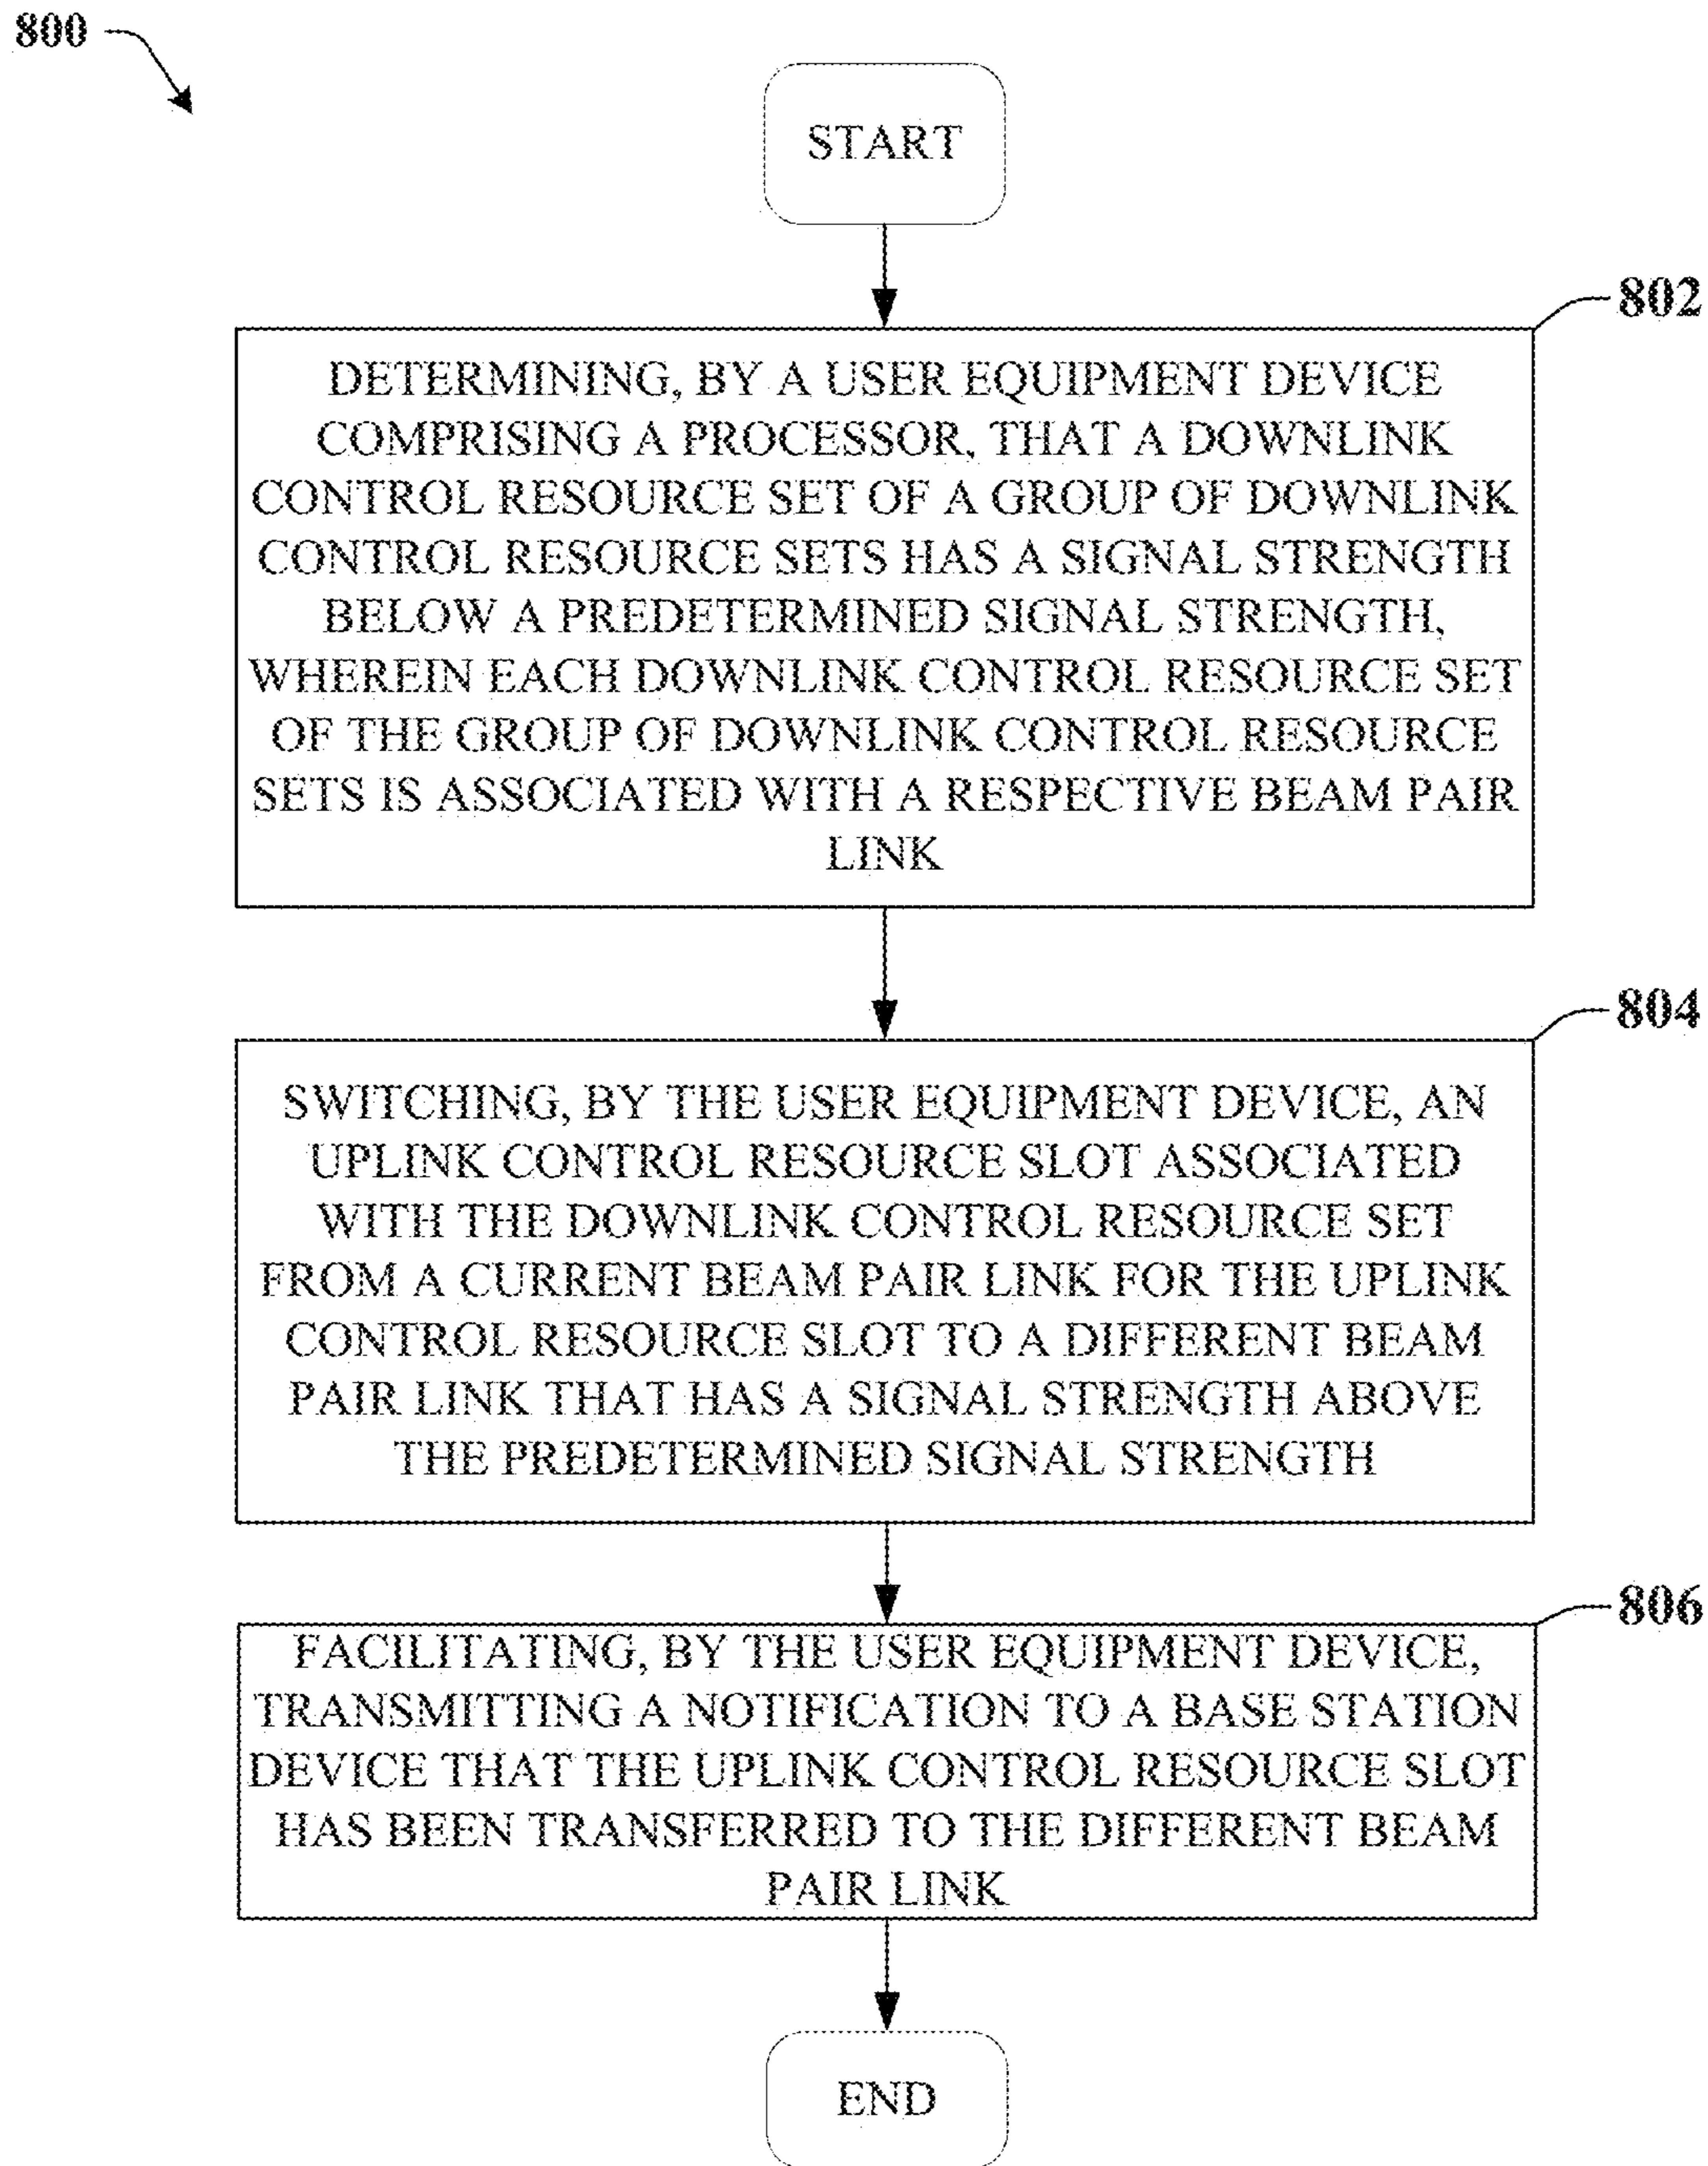 800
START
802
DETERMINING, BY A USER EQUIPMENT DEVICE
COMPRISING A PROCESSOR, THAT A DOWNLINK
CONTROL RESOURCE SET OF A GROUP OF DOWNLINK
CONTROL RESOURCE SETS HAS A SIGNAL STRENGTH
BELOW A PREDETERMINED SIGNAL STRENGTH,
WHEREIN EACH DOWNLINK CONTROL RESOURCE SET
OF THE GROUP OF DOWNLINK CONTROL RESOURCE
SETS IS ASSOCIATED WITH A RESPECTIVE BEAM PAIR
LINK
804
SWITCHING, BY THE USER EQUIPMENT DEVICE, AN
UPLINK CONTROL RESOURCE SLOT ASSOCIATED
WITH THE DOWNLINK CONTROL RESOURCE SET
FROM A CURRENT BEAM PAIR LINK FOR THE UPLINK
CONTROL RESOURCE SLOT TO A DIFFERENT BEAM
PAIR LINK THAT HAS A SIGNAL STRENGTH ABOVE
THE PREDETERMINED SIGNAL STRENGTH
806
FACILITATING, BY THE USER EQUIPMENT DEVICE,
TRANSMITTING A NOTIFICATION TO A BASE STATION
DEVICE THAT THE UPLINK CONTROL RESOURCE SLOT
HAS BEEN TRANSFERRED TO THE DIFFERENT BEAM
PAIR LINK
END